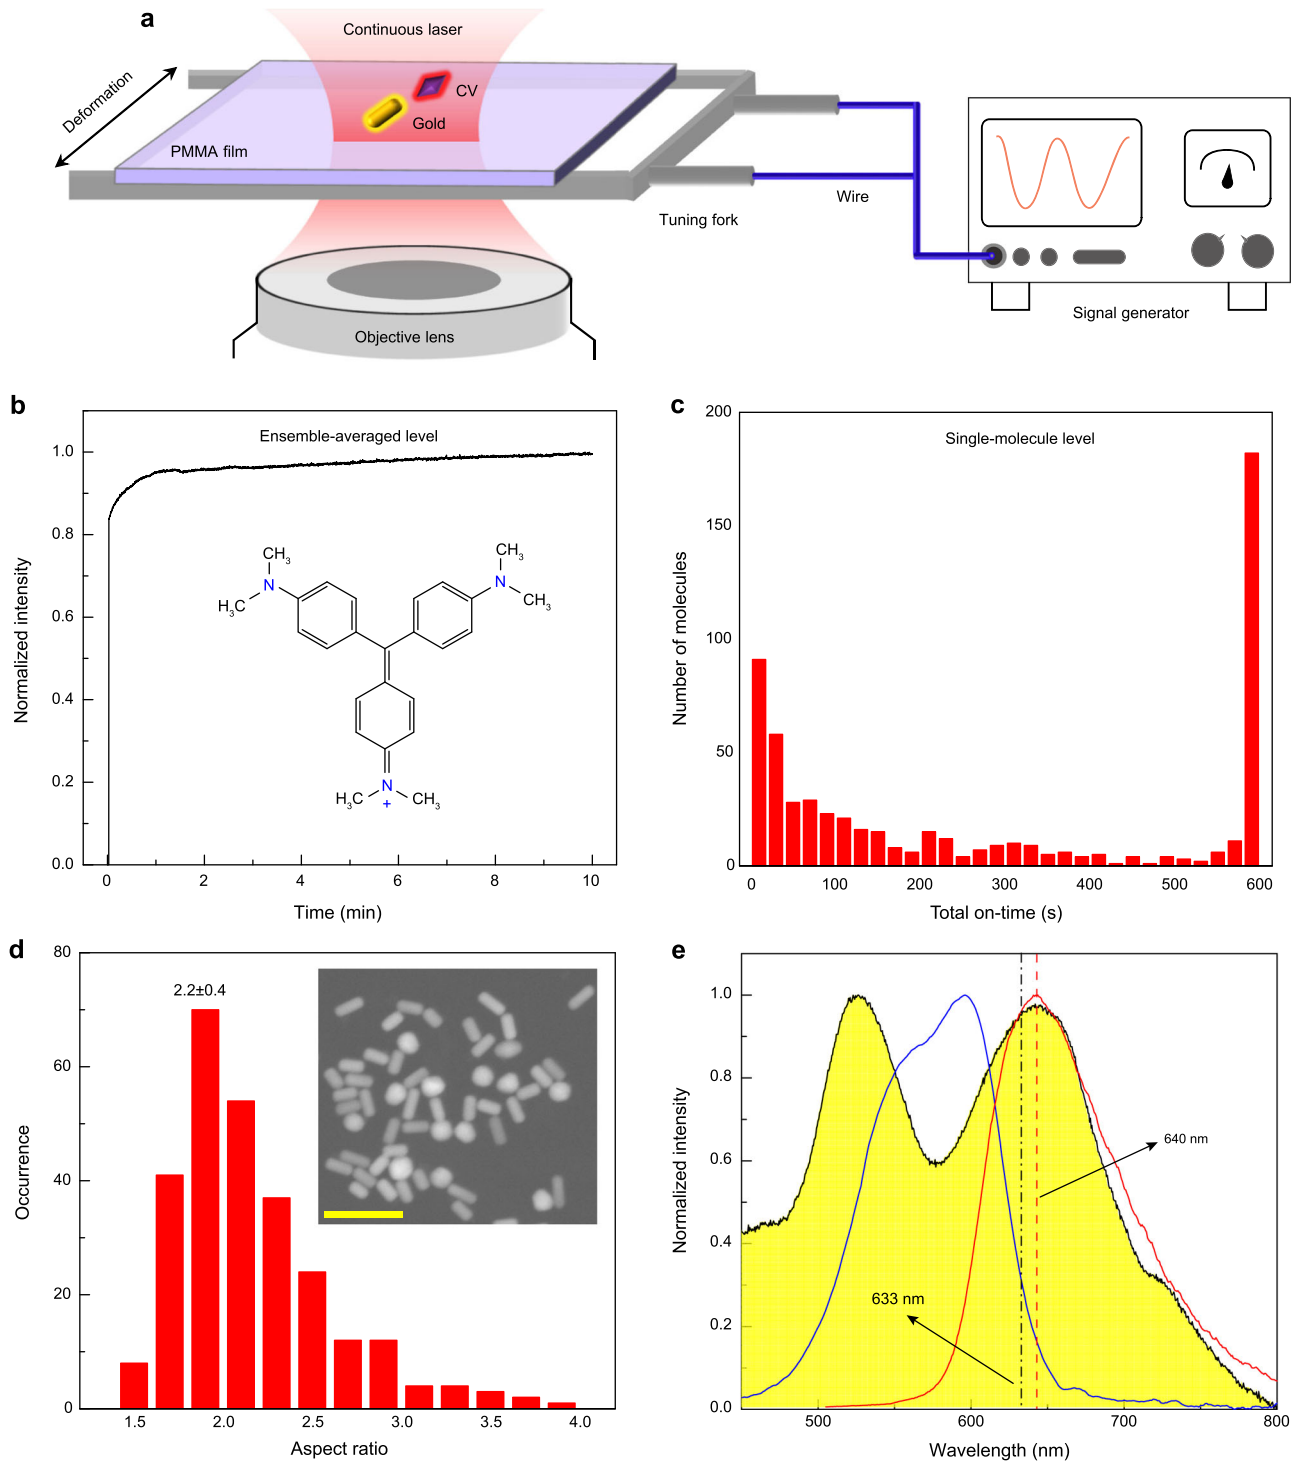 a
Continuous laser
Deformation
CV
Gold
PMMA film
Wire
Tuning fork
Signal generator
Objective lens
b
Ensemble-averaged level
Normalized intensity
1.0
0.8
0.6
0.4
0.2
0.0
CH₃
N
H₃C
CH₃
N
CH₃
H₃C
N
+
CH₃
0
2
4
6
8
10
Time (min)
c
Single-molecule level
Number of molecules
200
150
100
50
0
0
100
200
300
400
500
600
Total on-time (s)
d
2.2±0.4
Occurrence
80
60
40
20
0
1.5
2.0
2.5
3.0
3.5
4.0
Aspect ratio
e
Normalized intensity
1.0
0.8
0.6
0.4
0.2
0.0
640 nm
633 nm
500
600
700
800
Wavelength (nm)